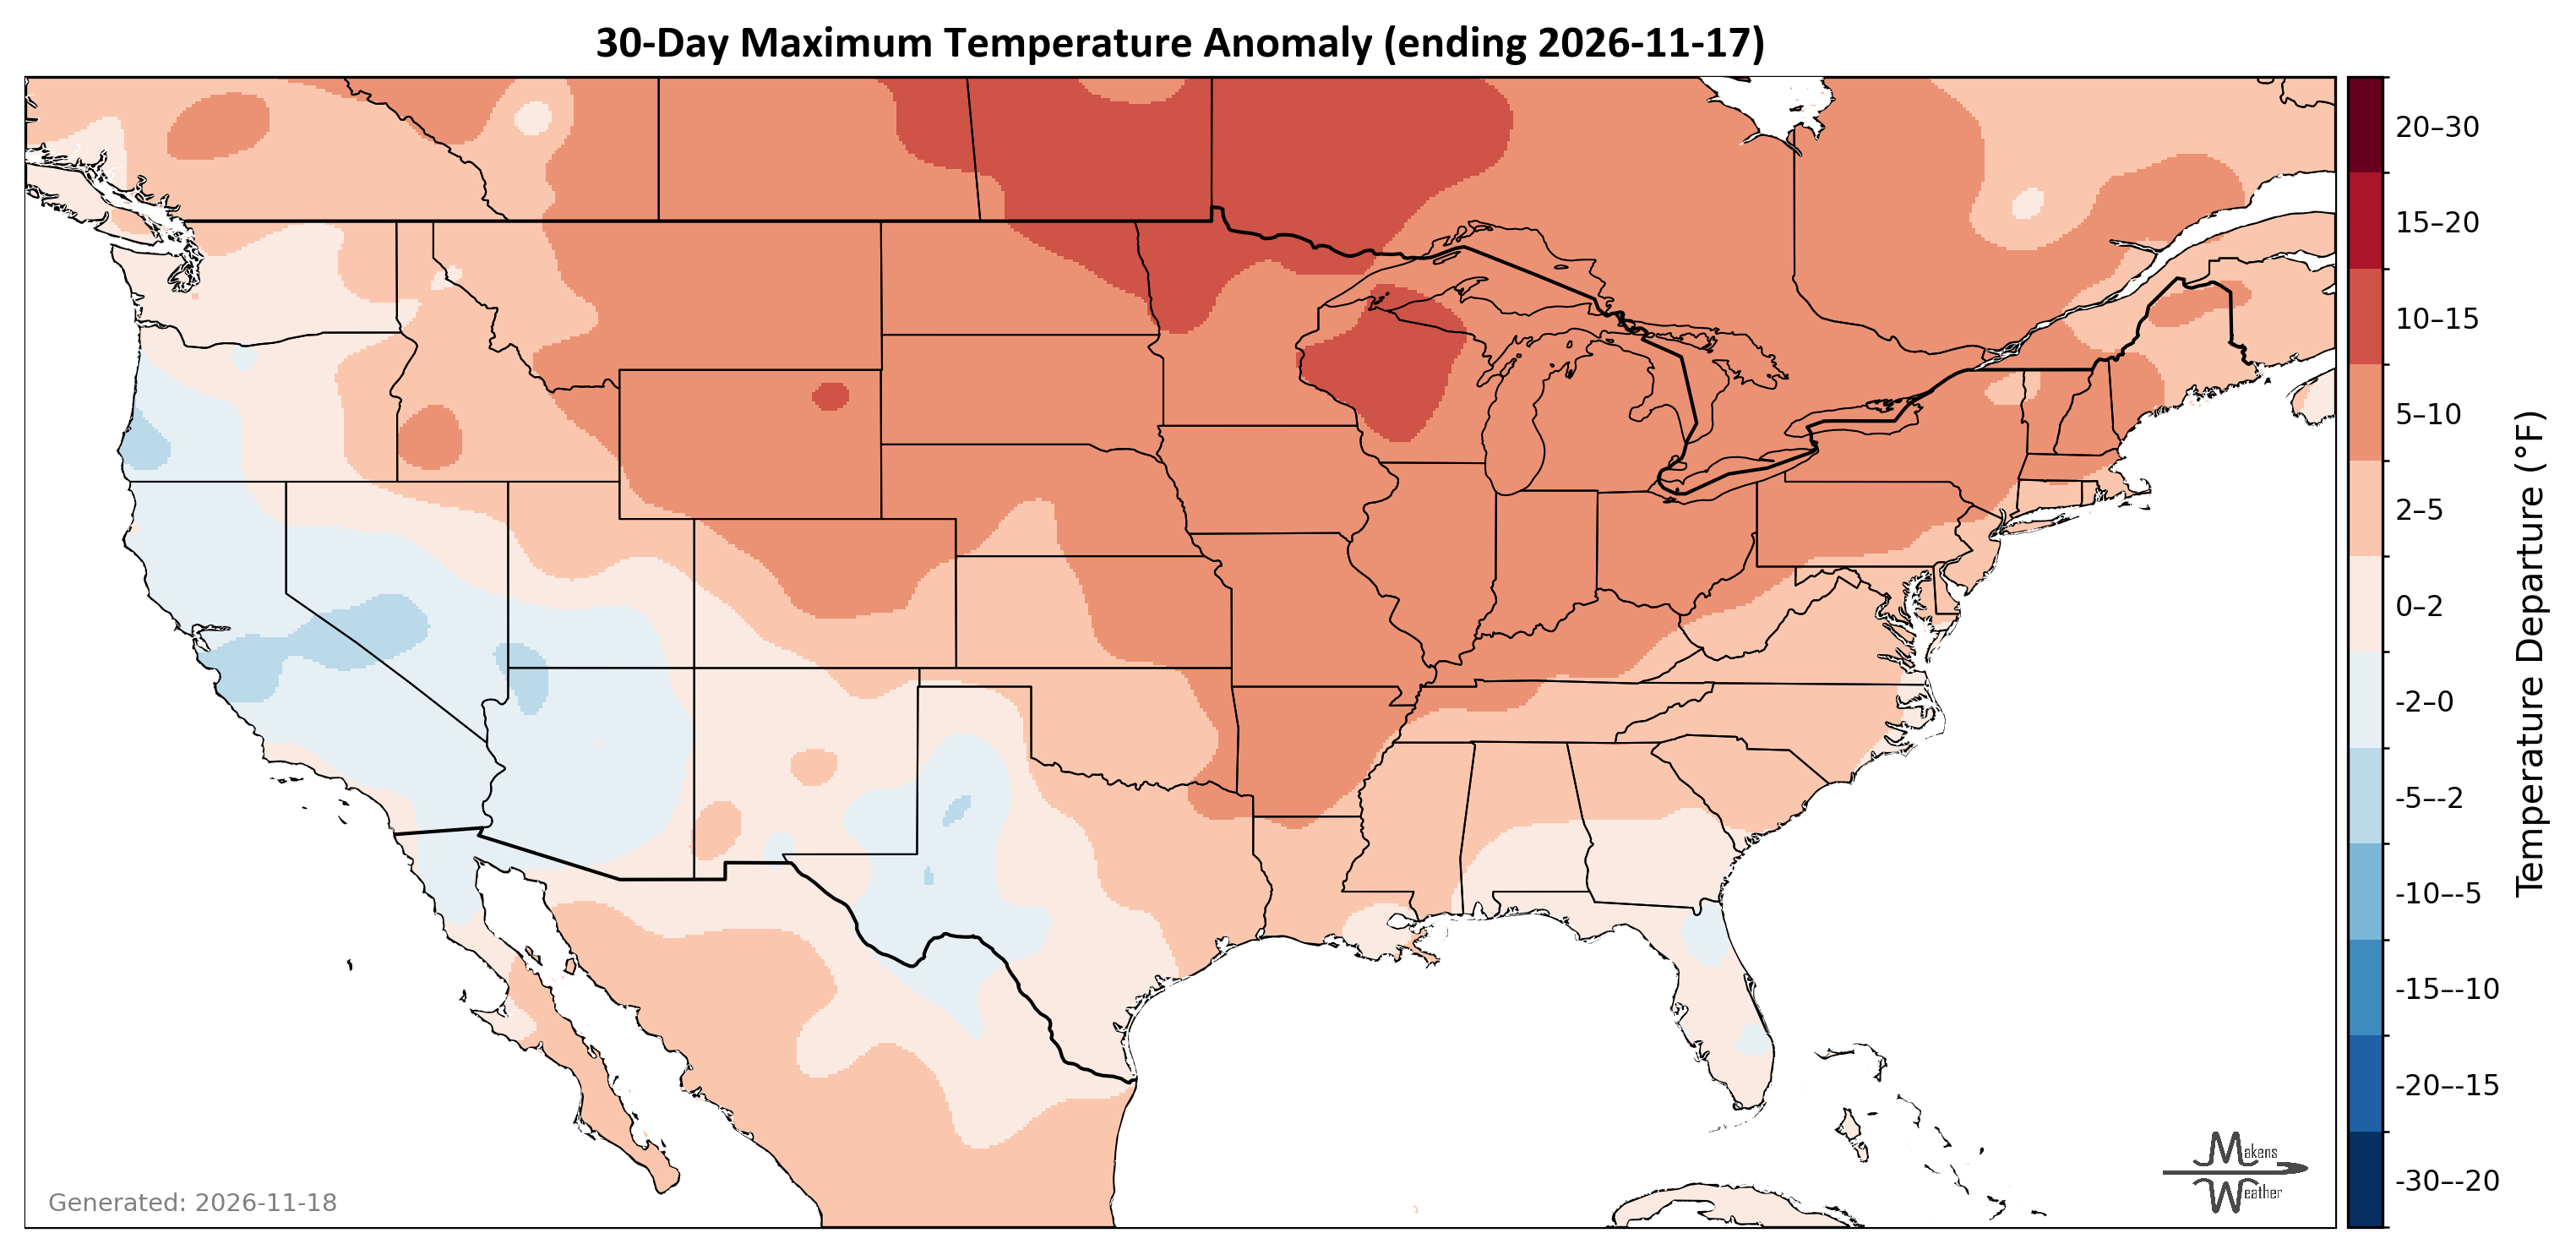 30-Day Maximum Temperature Anomaly (ending 2026-11-17)
20–30
15–20
10–15
5–10
2–5
0–2
-2–0
-5–-2
-10–-5
-15–-10
-20–-15
-30–-20
Temperature Departure (°F)
Makens
Weather
Generated: 2026-11-18